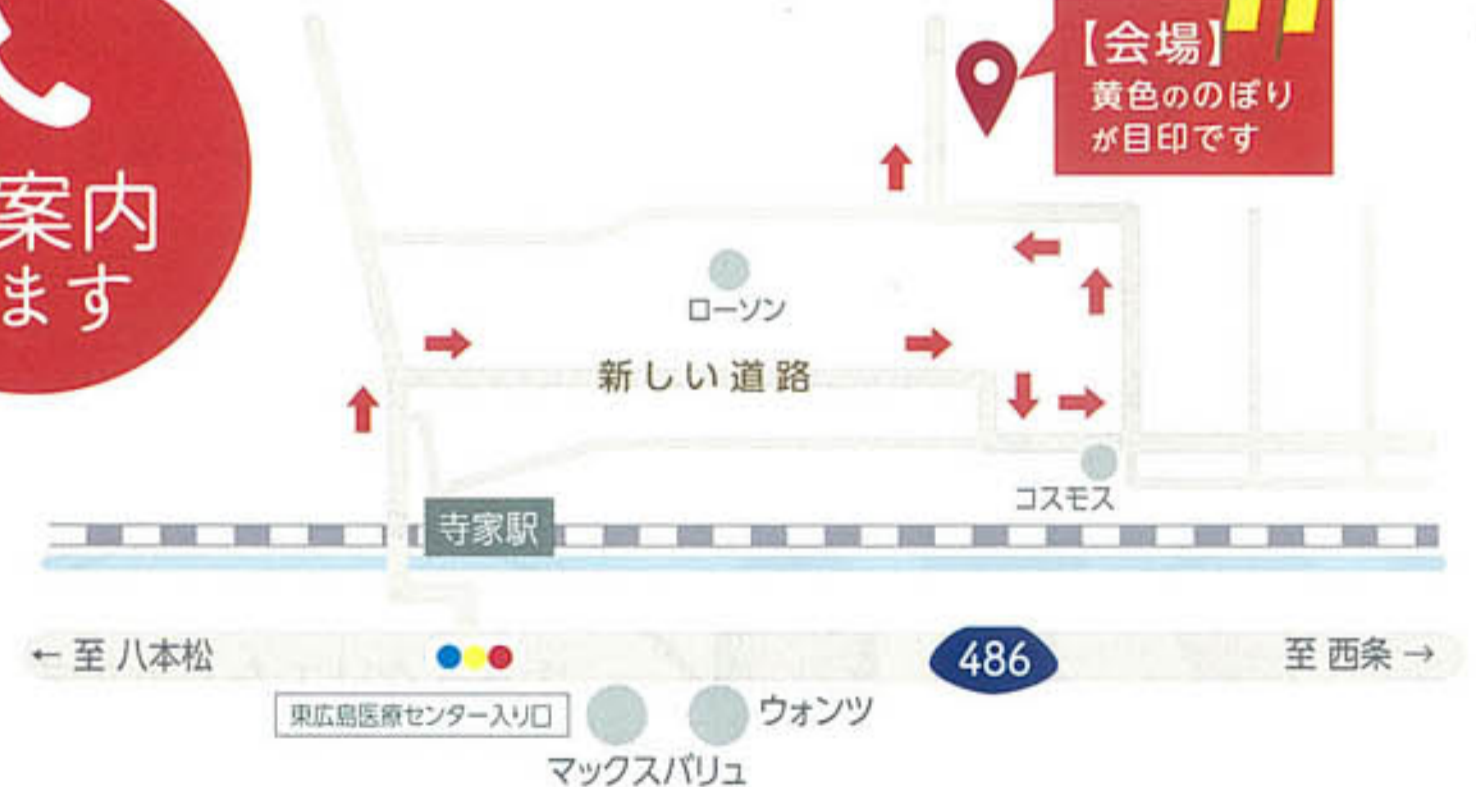 案内
ます
【会場】
黄色ののぼり
が目印です
ローソン
新しい道路
コスモス
寺家駅
← 至 八本松
486
至 西条 →
東広島医療センター入り口
ウォンツ
マックスバリュ